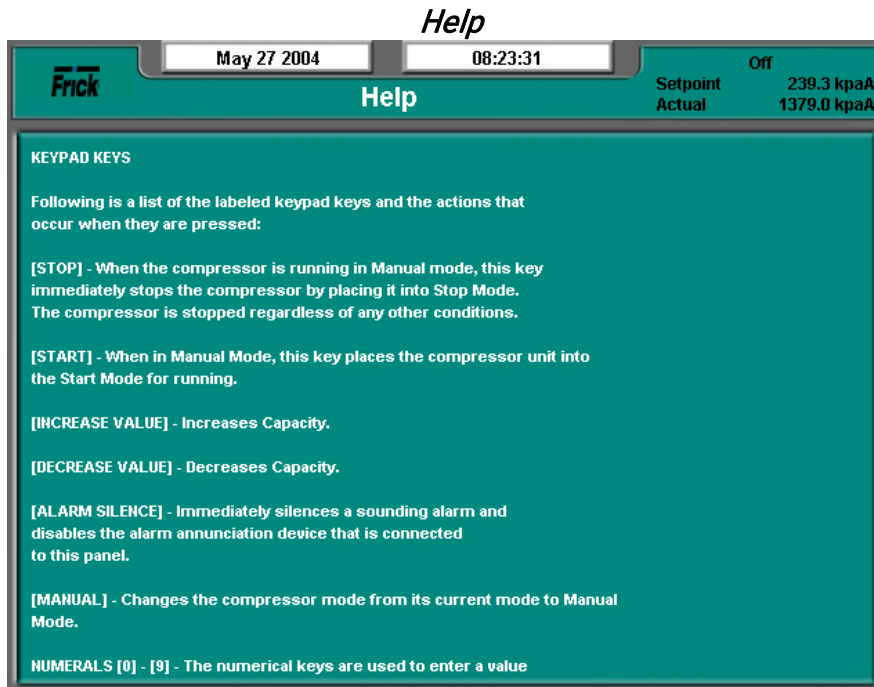 Help
May 27 2004
08:23:31
Off
Frick
Help
Setpoint 239.3 kpaA
Actual 1379.0 kpaA
KEYPAD KEYS
Following is a list of the labeled keypad keys and the actions that
occur when they are pressed:
[STOP] - When the compressor is running in Manual mode, this key
immediately stops the compressor by placing it into Stop Mode.
The compressor is stopped regardless of any other conditions.
[START] - When in Manual Mode, this key places the compressor unit into
the Start Mode for running.
[INCREASE VALUE] - Increases Capacity.
[DECREASE VALUE] - Decreases Capacity.
[ALARM SILENCE] - Immediately silences a sounding alarm and
disables the alarm annunciation device that is connected
to this panel.
[MANUAL] - Changes the compressor mode from its current mode to Manual
Mode.
NUMERALS [0] - [9] - The numerical keys are used to enter a value